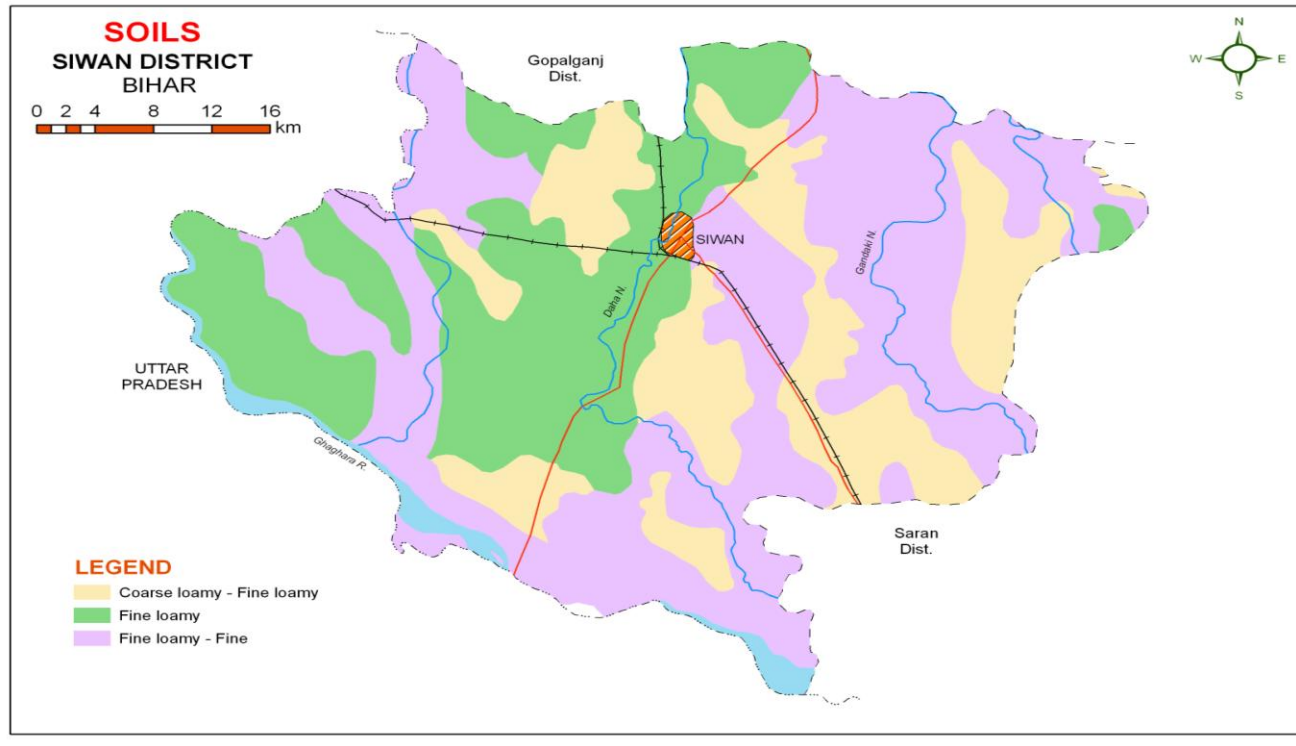 SOILS
SIWAN DISTRICT
BIHAR
0 2 4 8 12 16
km
Gopalganj
Dist.
N
W E
S
SIWAN
Gandaki N.
Daha N.
UTTAR
PRADESH
Ghaghara R.
Saran
Dist.
LEGEND
Coarse loamy - Fine loamy
Fine loamy
Fine loamy - Fine